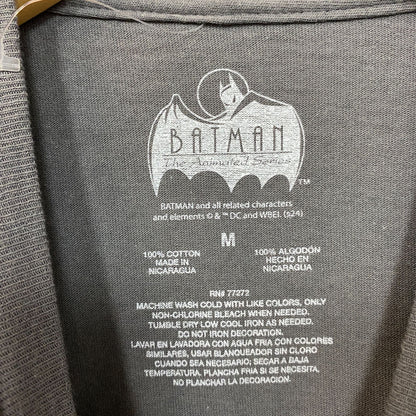 BATMAN
The Animated Series
TM
BATMAN and all related characters
and elements © & ™ DC and WBEI. (s24)
M
100% COTTON
MADE IN
NICARAGUA
100% ALGODÓN
HECHO EN
NICARAGUA
RN# 77272
MACHINE WASH COLD WITH LIKE COLORS, ONLY
NON-CHLORINE BLEACH WHEN NEEDED.
TUMBLE DRY LOW COOL IRON AS NEEDED.
DO NOT IRON DECORATION.
LAVAR EN LAVADORA CON AGUA FRIA CON COLORES
SIMILARES, USAR BLANQUEADOR SIN CLORO
CUANDO SEA NECESARIO; SECAR A BAJA
TEMPERATURA. PLANCHA FRIA SI SE NECESITA,
NO PLANCHAR LA DECORACION.